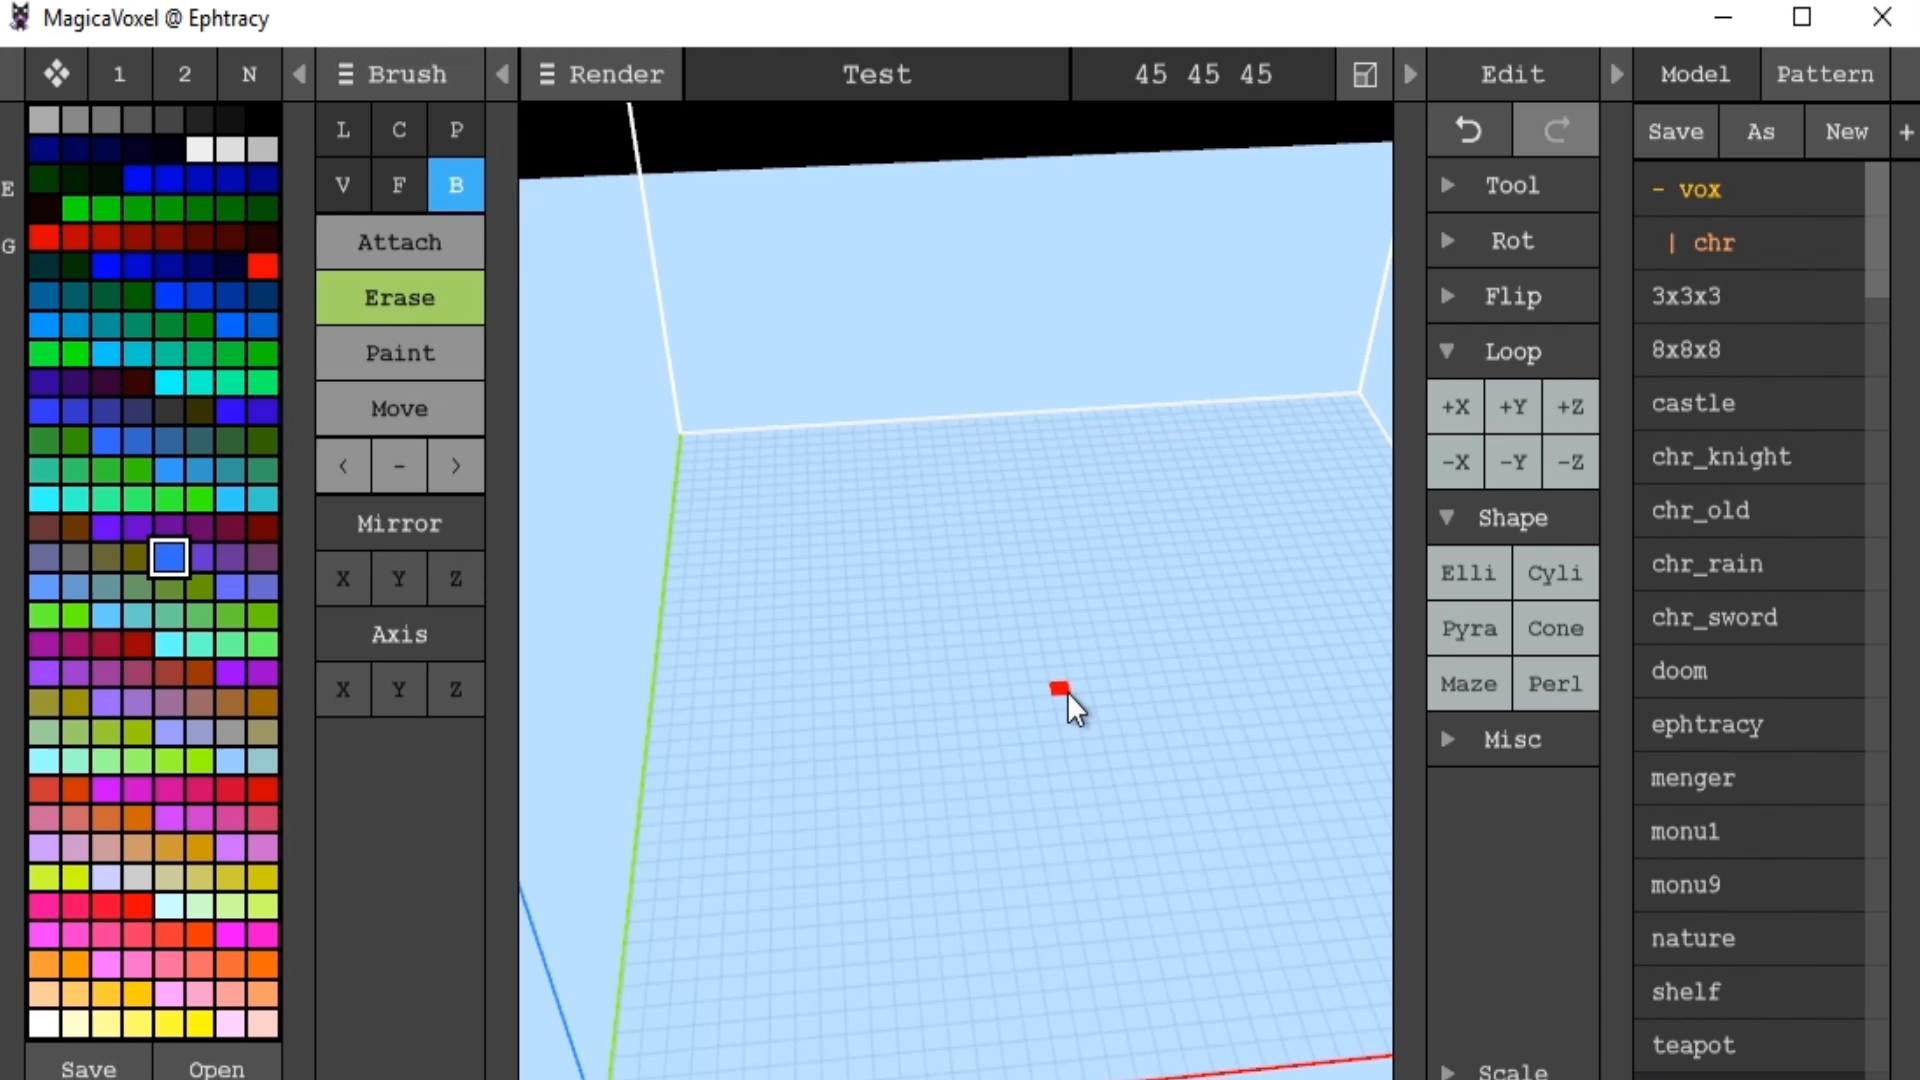 MagicaVoxel @ Ephtracy
1 2 N Brush Render Test 45 45 45 Edit Model Pattern
L C P
V F B
E
G
Attach
Erase
Paint
Move
< - >
Mirror
X Y Z
Axis
X Y Z
Save Open
Tool
Rot
Flip
Loop
+X +Y +Z
-X -Y -Z
Shape
Elli Cyli
Pyra Cone
Maze Perl
Misc
Scale
Save As New +
- vox
| chr
3x3x3
8x8x8
castle
chr_knight
chr_old
chr_rain
chr_sword
doom
ephtracy
menger
monu1
monu9
nature
shelf
teapot